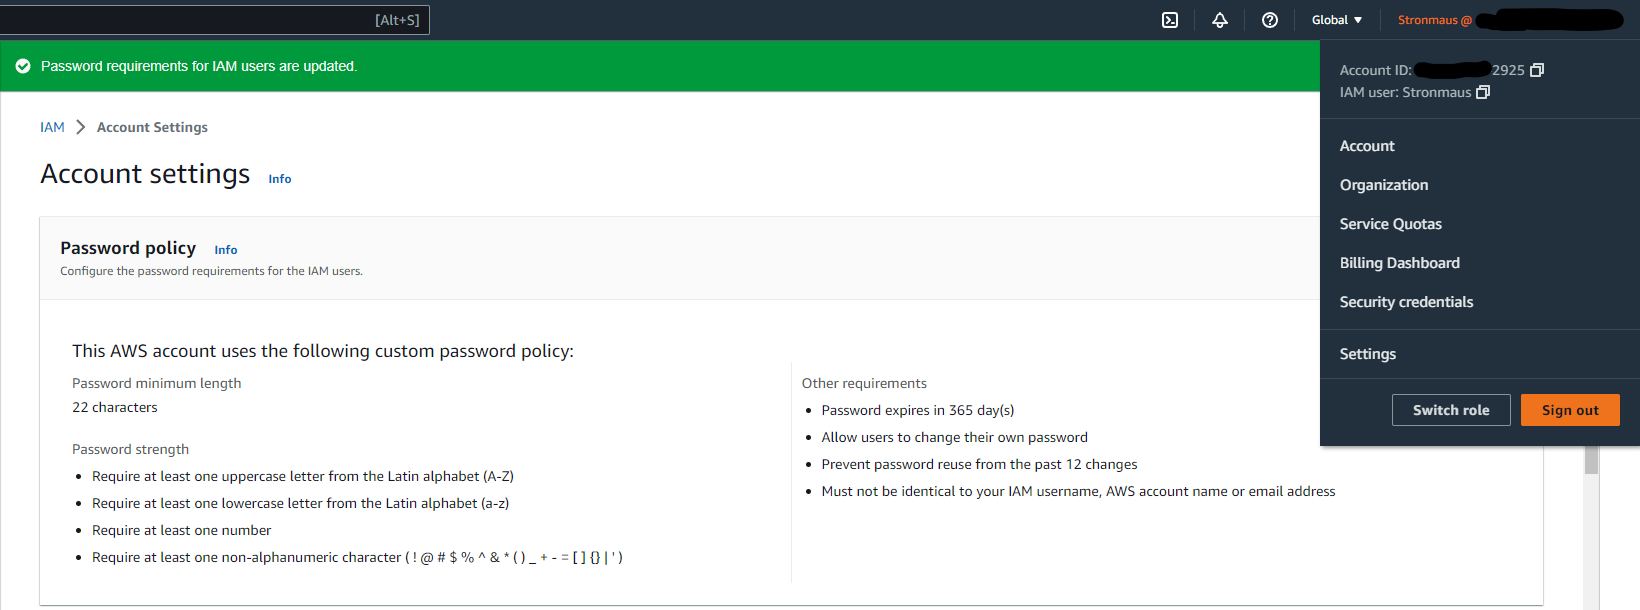 [Alt+S]
Global ▼
Stronmaus @
Password requirements for IAM users are updated.
Account ID: 2925
IAM user: Stronmaus
Account
Organization
Service Quotas
Billing Dashboard
Security credentials
Settings
Switch role
Sign out
IAM > Account Settings
Account settings Info
Password policy Info
Configure the password requirements for the IAM users.
This AWS account uses the following custom password policy:
Password minimum length
22 characters
Password strength
• Require at least one uppercase letter from the Latin alphabet (A-Z)
• Require at least one lowercase letter from the Latin alphabet (a-z)
• Require at least one number
• Require at least one non-alphanumeric character ( ! @ # $ % ^ & * ( ) _ + - = [ ] {} | ' )
Other requirements
• Password expires in 365 day(s)
• Allow users to change their own password
• Prevent password reuse from the past 12 changes
• Must not be identical to your IAM username, AWS account name or email address